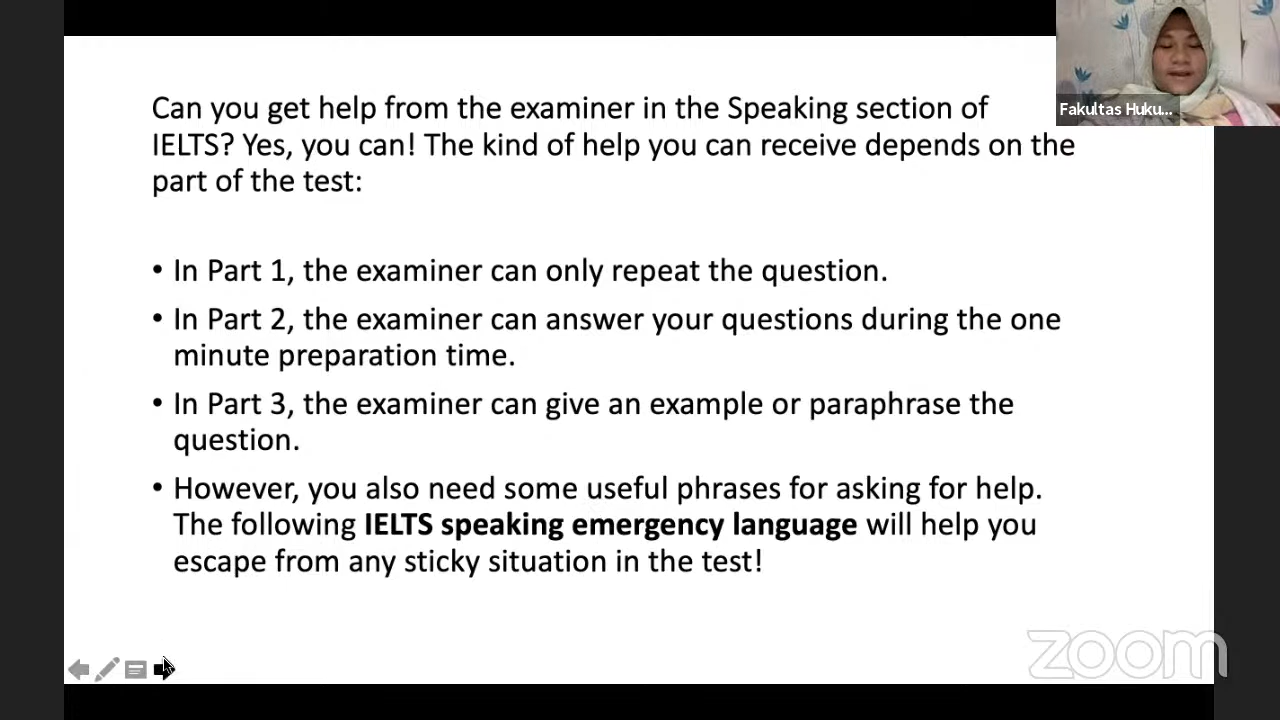 Can you get help from the examiner in the Speaking section of
IELTS? Yes, you can! The kind of help you can receive depends on the
part of the test:
• In Part 1, the examiner can only repeat the question.
• In Part 2, the examiner can answer your questions during the one
minute preparation time.
• In Part 3, the examiner can give an example or paraphrase the
question.
• However, you also need some useful phrases for asking for help.
The following IELTS speaking emergency language will help you
escape from any sticky situation in the test!
Fakultas Huku...
zoom